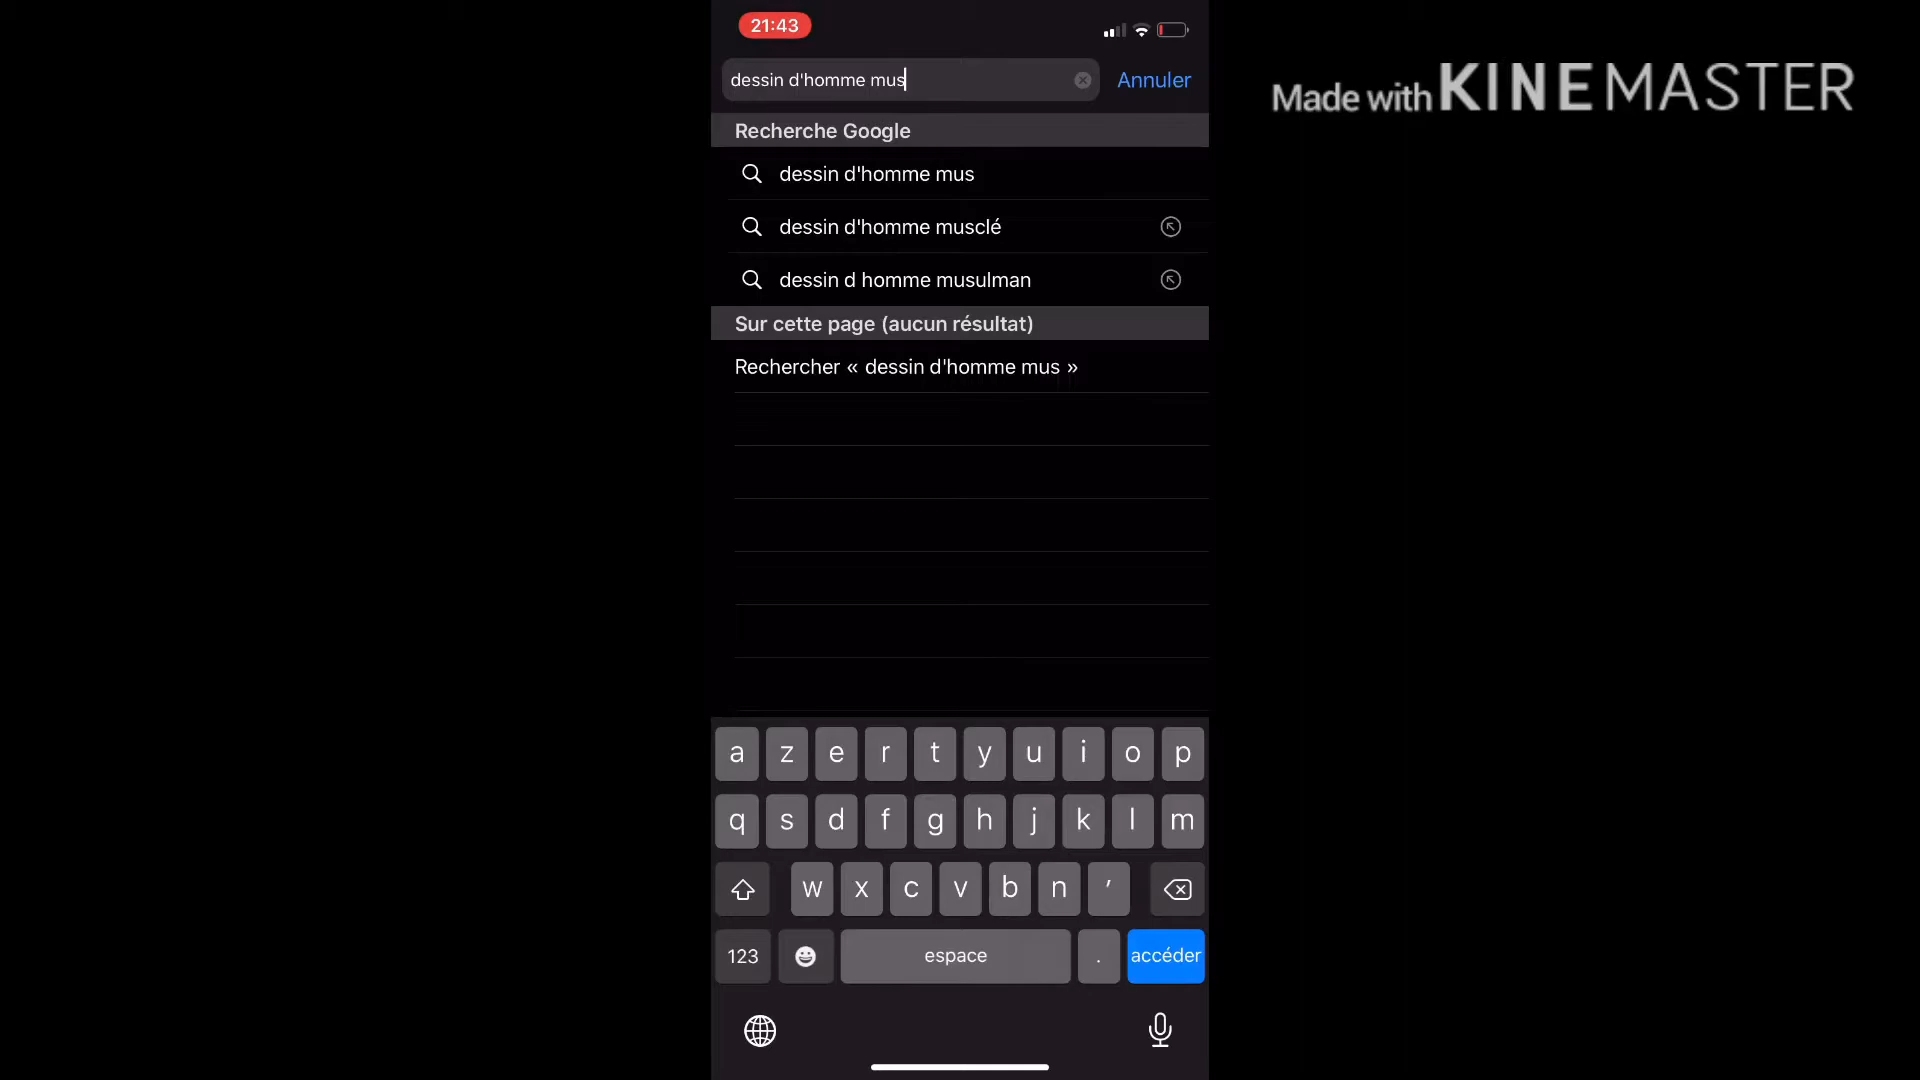 21:43
Made with KINEMASTER
dessin d'homme mus
Annuler
Recherche Google
dessin d'homme mus
dessin d'homme musclé
dessin d homme musulman
Sur cette page (aucun résultat)
Rechercher « dessin d'homme mus »
a z e r t y u i o p
q s d f g h j k l m
w x c v b n ’
123 espace . accéder